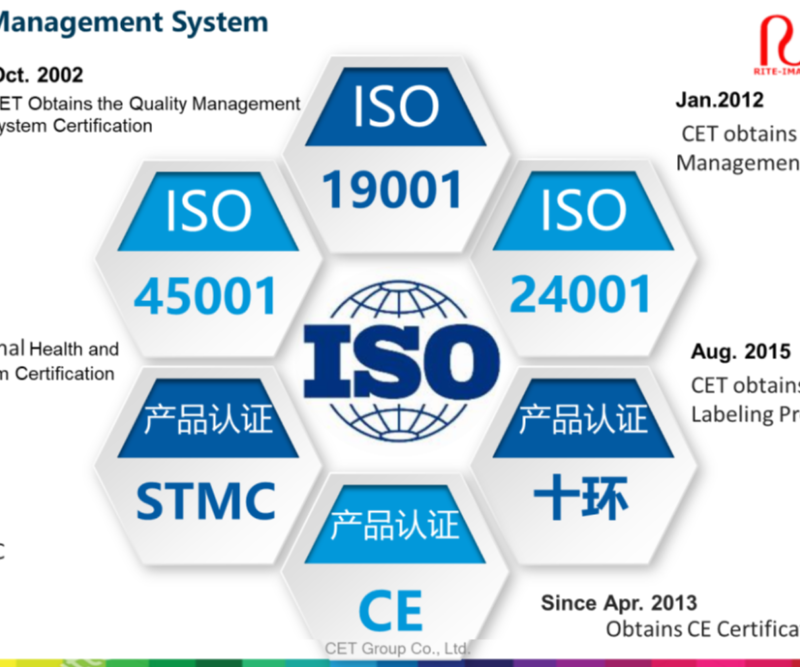 Management System
Oct. 2002
ET Obtains the Quality Management
ystem Certification
RITE-IMA
Jan.2012
CET obtains
Management
ISO
19001
ISO
45001
ISO
24001
ISO
nal Health and
m Certification
Aug. 2015
CET obtains
Labeling Pr
产品认证
STMC
产品认证
十环
产品认证
CE
C
Since Apr. 2013
Obtains CE Certifica
CET Group Co., Ltd.